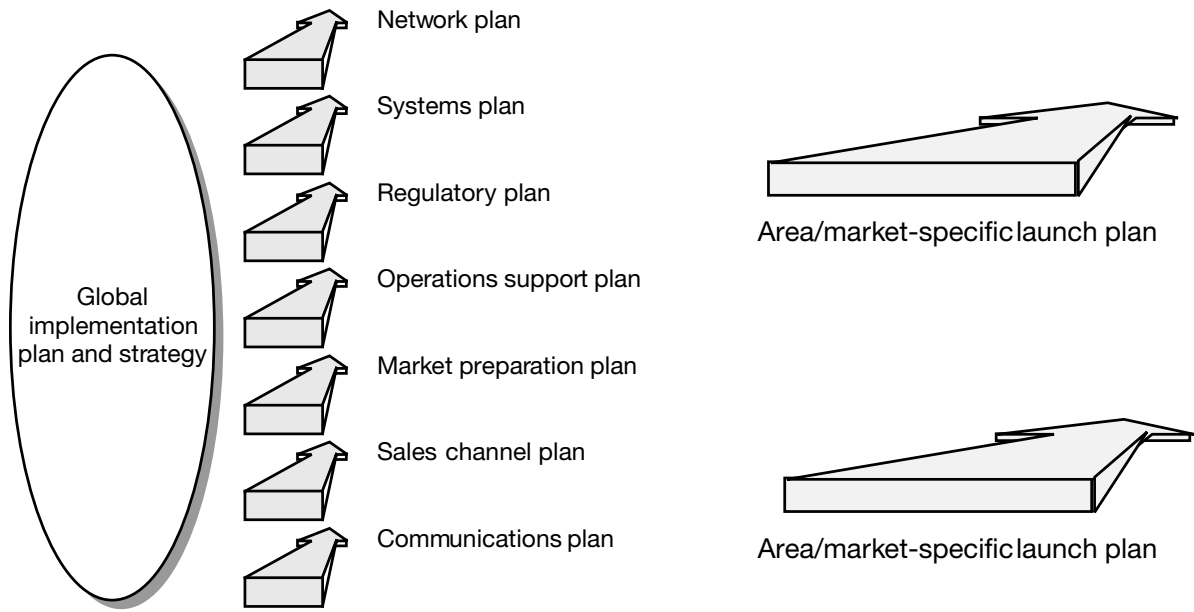 Global
implementation
plan and strategy
Network plan
Systems plan
Regulatory plan
Operations support plan
Market preparation plan
Sales channel plan
Communications plan
Area/market-specific launch plan
Area/market-specific launch plan